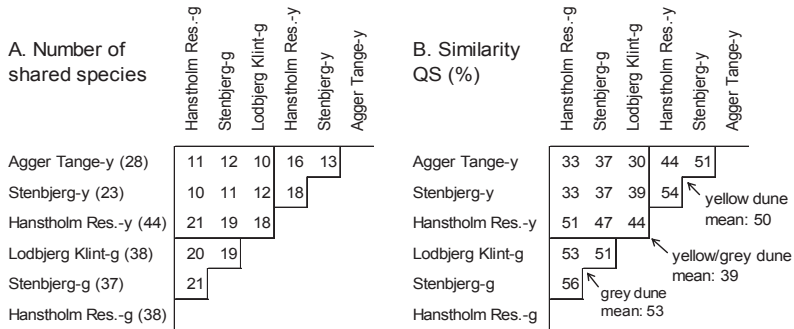 A. Number of
shared species
Hanstholm Res.-g
Stenbjerg-g
Lodbjerg Klint-g
Hanstholm Res.-y
Stenbjerg-y
Agger Tange-y
Agger Tange-y (28) 11 12 10 16 13
Stenbjerg-y (23) 10 11 12 18
Hanstholm Res.-y (44) 21 19 18
Lodbjerg Klint-g (38) 20 19
Stenbjerg-g (37) 21
Hanstholm Res.-g (38)
B. Similarity
QS (%)
Hanstholm Res.-g
Stenbjerg-g
Lodbjerg Klint-g
Hanstholm Res.-y
Stenbjerg-y
Agger Tange-y
Agger Tange-y 33 37 30 44 51
Stenbjerg-y 33 37 39 54
Hanstholm Res.-y 51 47 44
Lodbjerg Klint-g 53 51
Stenbjerg-g 56
Hanstholm Res.-g
yellow dune
mean: 50
yellow/grey dune
mean: 39
grey dune
mean: 53